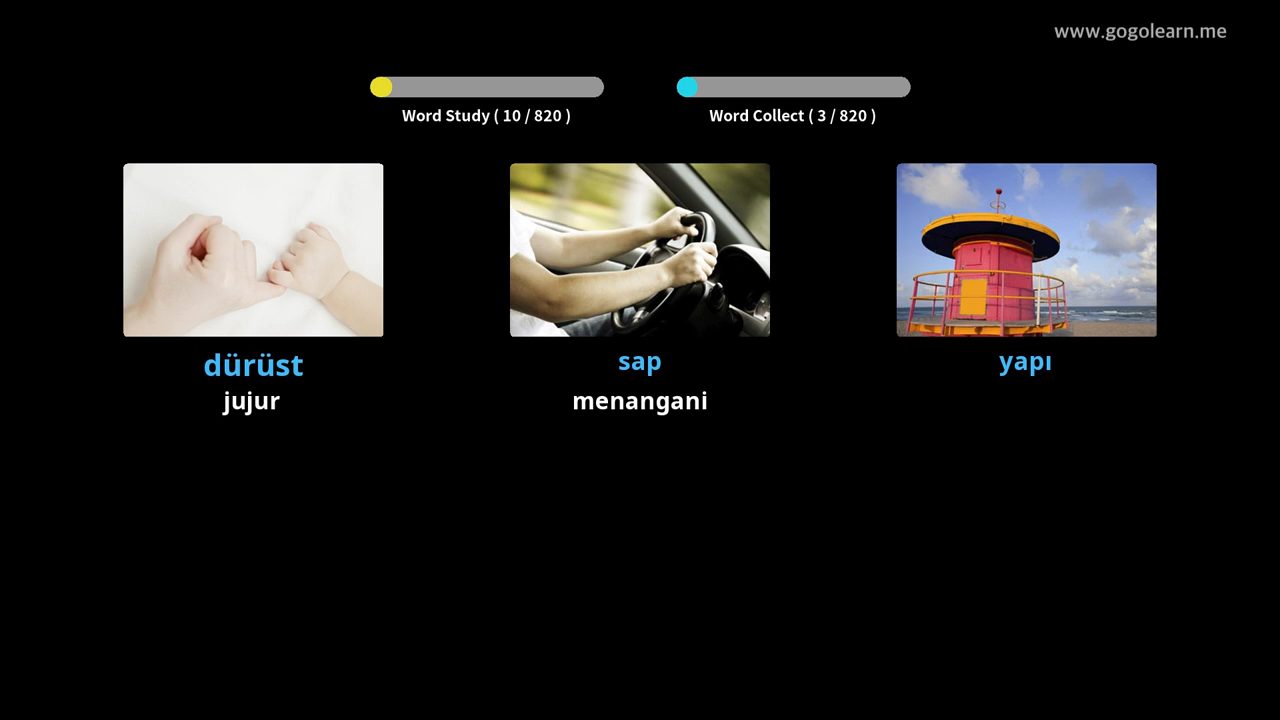 www.gogolearn.me
Word Study ( 10 / 820 )
Word Collect ( 3 / 820 )
dürüst
jujur
sap
menangani
yapı